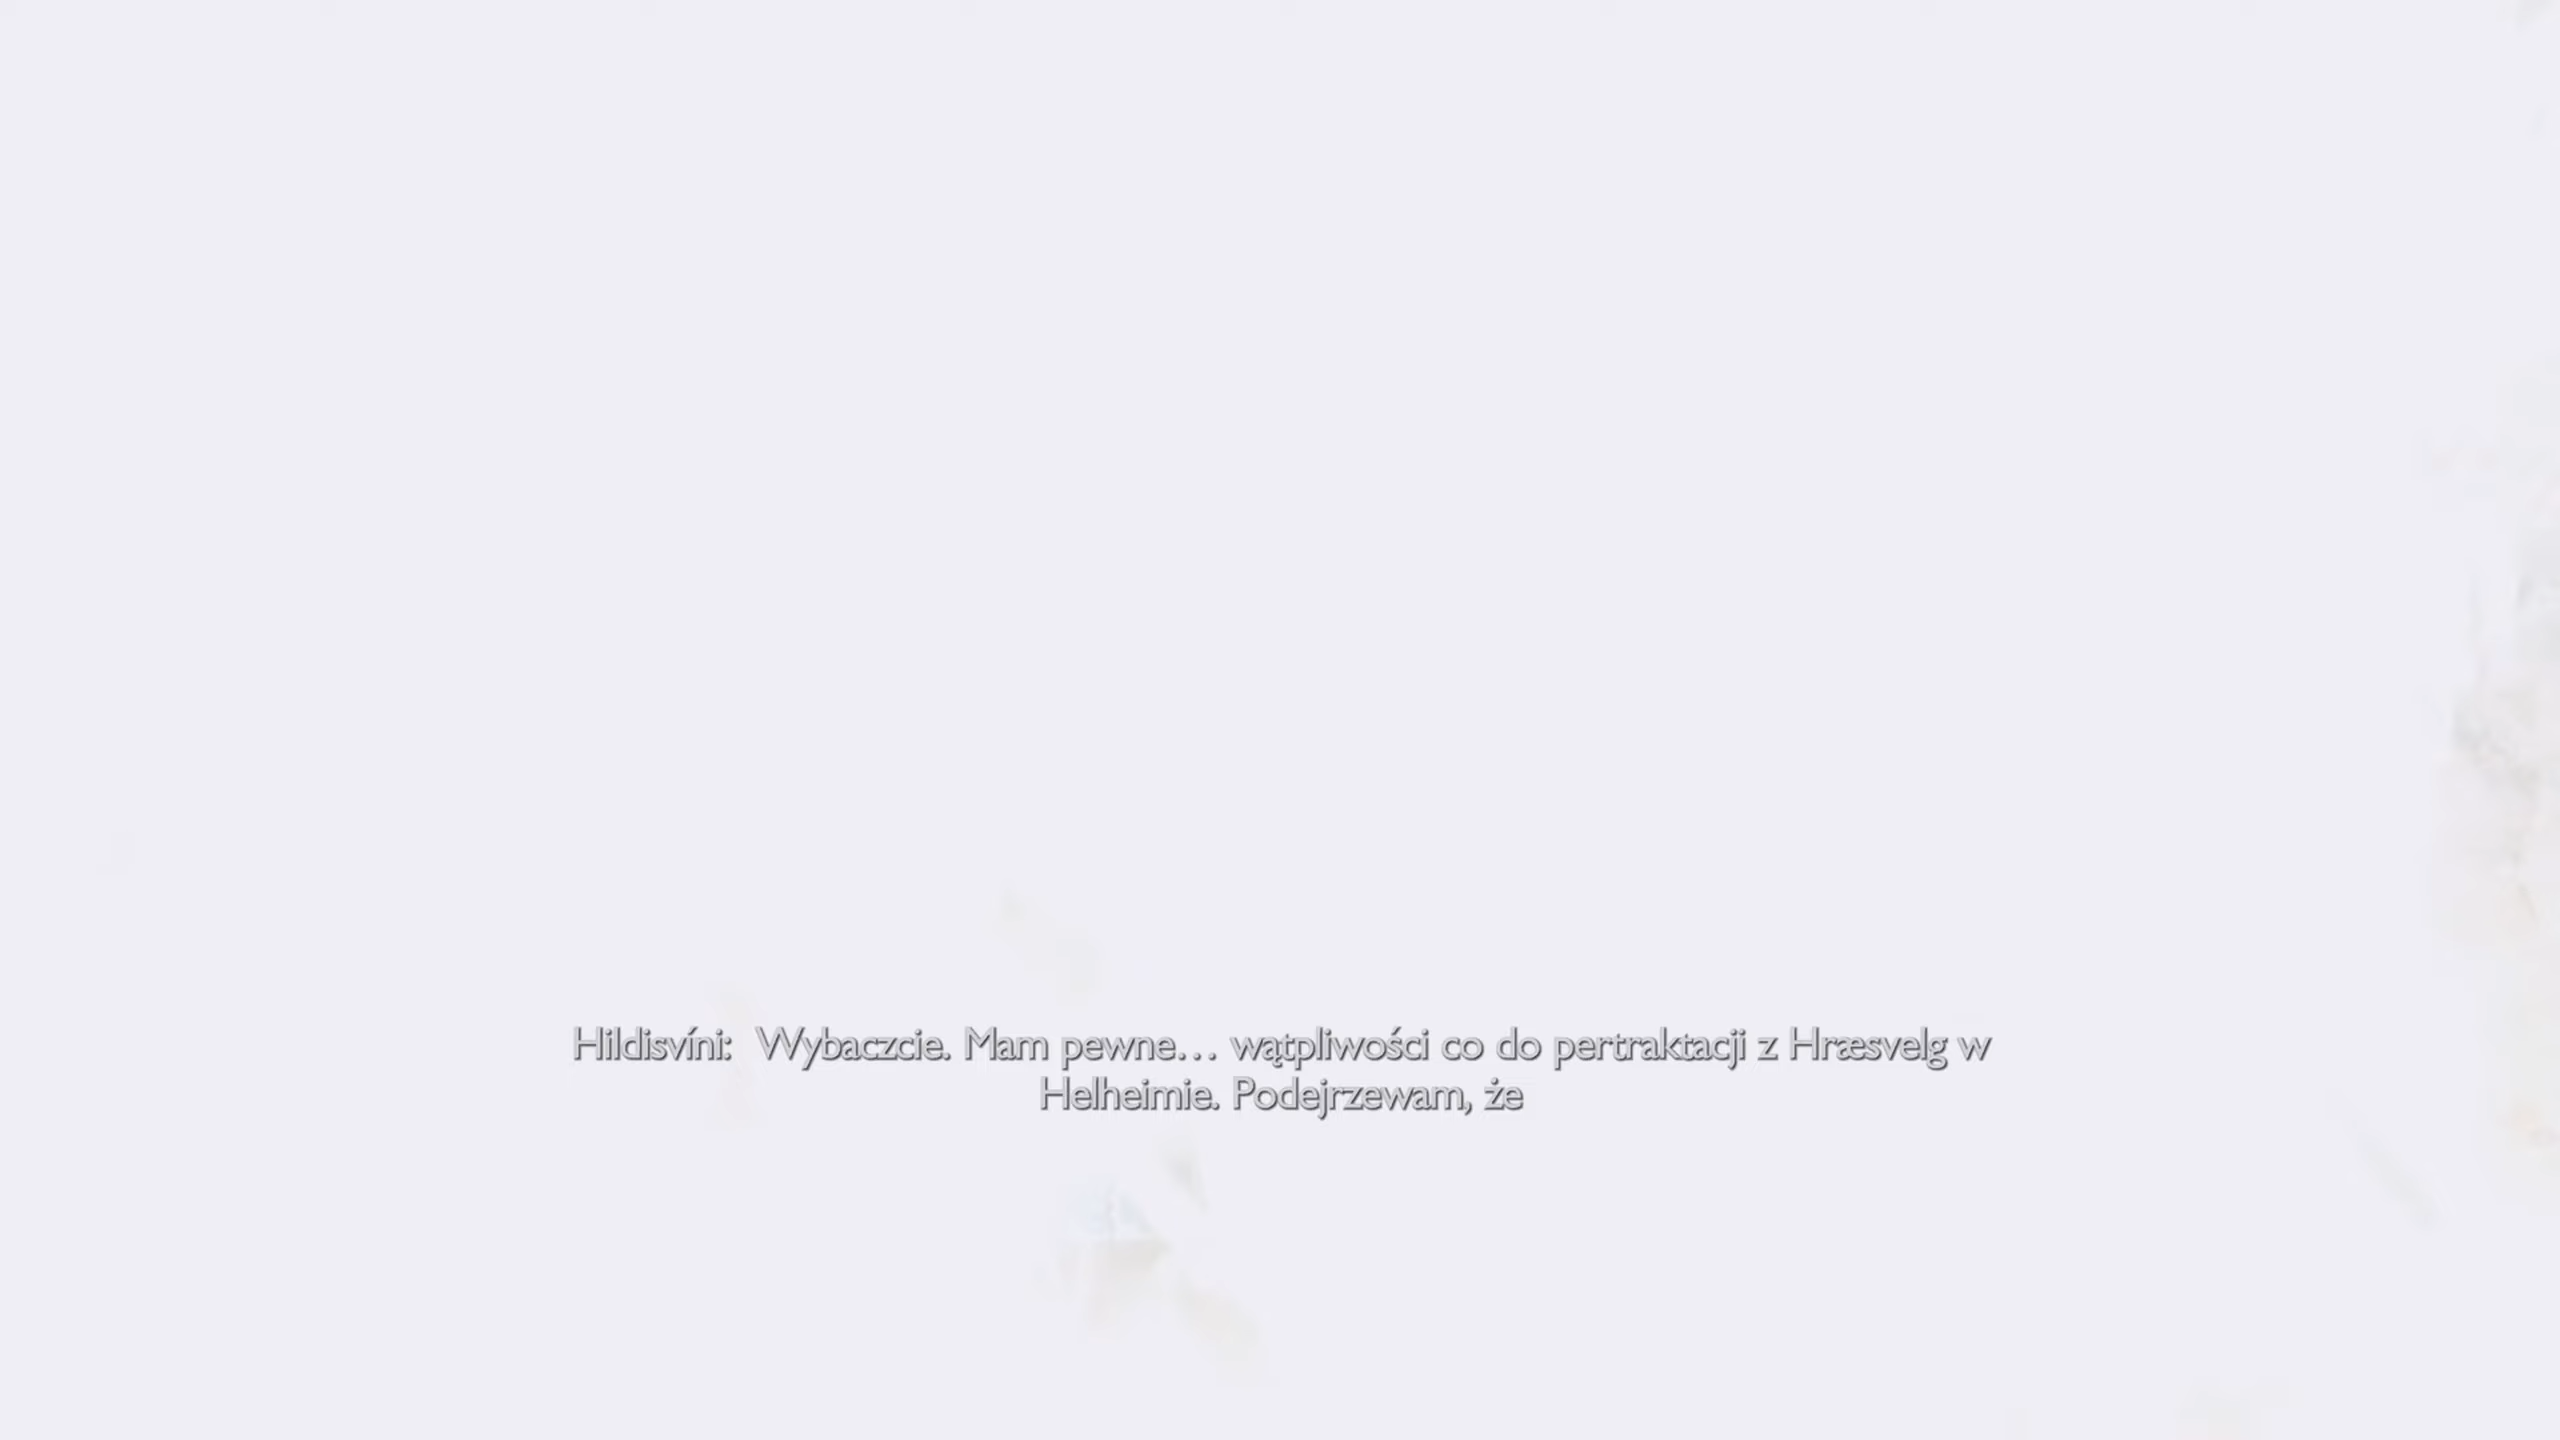 Hildisvíni: Wybaczcie. Mam pewne… wątpliwości co do pertraktacji z Hræsvelg w
Helheimie. Podejrzewam, że